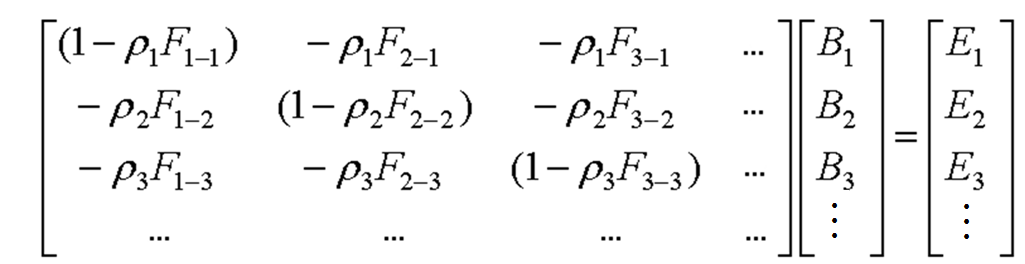 (1 − ρ₁F₁₋₁) − ρ₁F₂₋₁ − ρ₁F₃₋₁ ... B₁ E₁
− ρ₂F₁₋₂ (1 − ρ₂F₂₋₂) − ρ₂F₃₋₂ ... B₂ = E₂
− ρ₃F₁₋₃ − ρ₃F₂₋₃ (1 − ρ₃F₃₋₃) ... B₃ E₃
... ... ... ... ⋮ ⋮